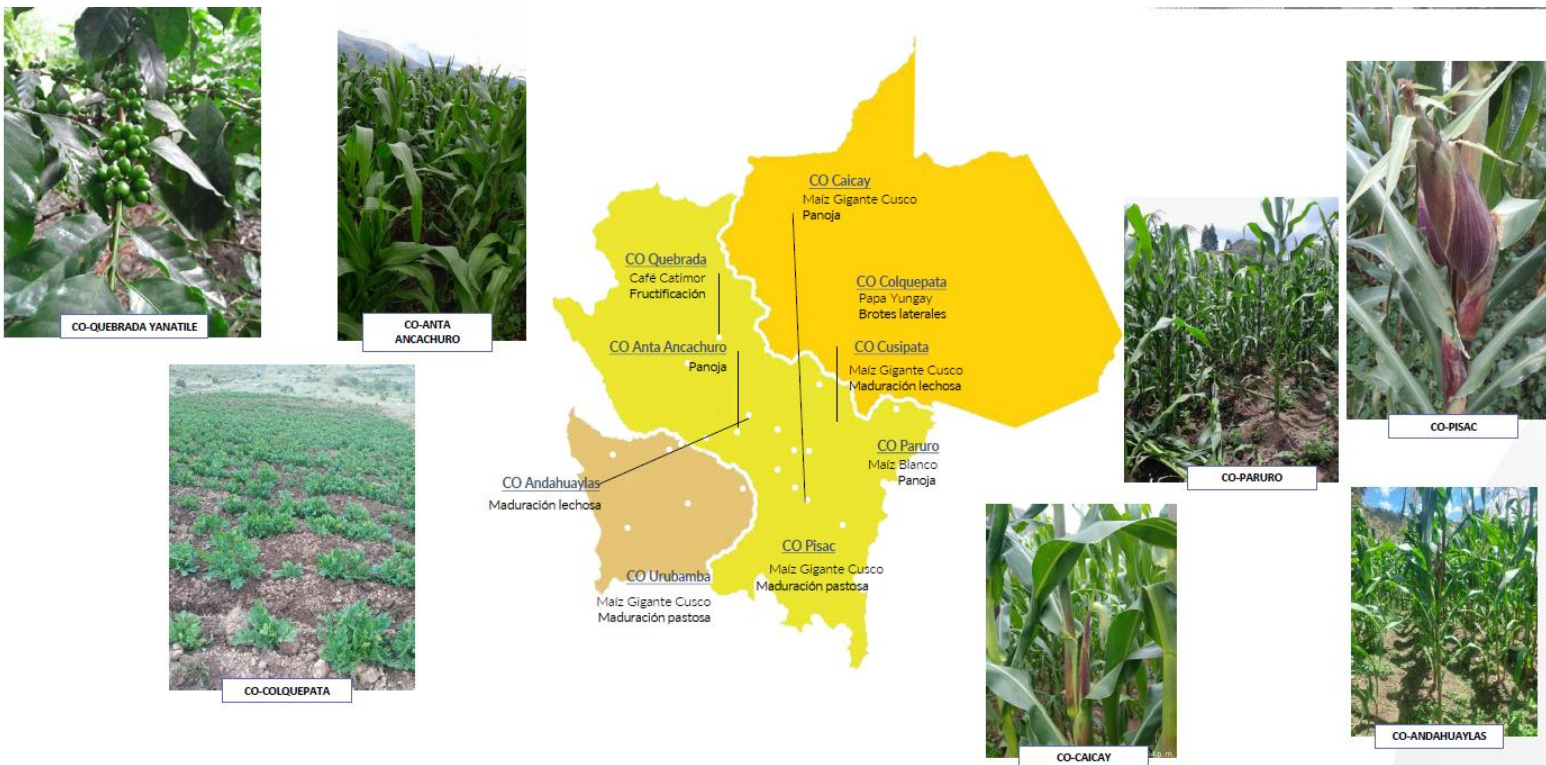 CO-QUEBRADA YANATILE
CO-ANTA
ANCACHURO
CO-COLQUEPATA
CO Caicay
Maíz Gigante Cusco
Panoja
CO Quebrada
Café Catimor
Fructificación
CO Colquepata
Papa Yungay
Brotes laterales
CO Anta Ancachuro
Panoja
CO Cusipata
Maíz Gigante Cusco
Maduración lechosa
CO Paruro
Maíz Blanco
Panoja
CO Andahuaylas
Maduración lechosa
CO Pisac
Maíz Gigante Cusco
Maduración pastosa
CO Urubamba
Maíz Gigante Cusco
Maduración pastosa
CO-PARURO
CO-PISAC
CO-CAICAY
p.m.
CO-ANDAHUAYLAS